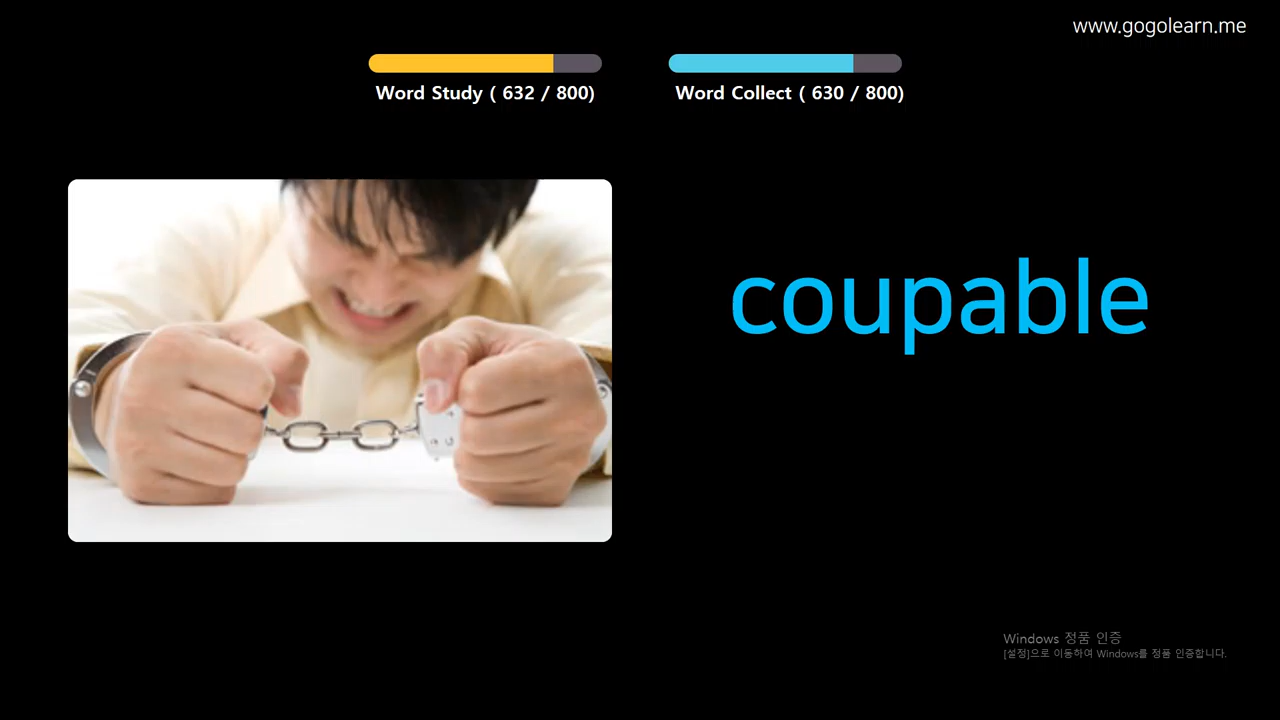 www.gogolearn.me
Word Study ( 632 / 800)
Word Collect ( 630 / 800)
coupable
Windows 정품 인증
[설정]으로 이동하여 Windows를 정품 인증합니다.